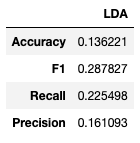 LDA
Accuracy 0.136221
F1 0.287827
Recall 0.225498
Precision 0.161093